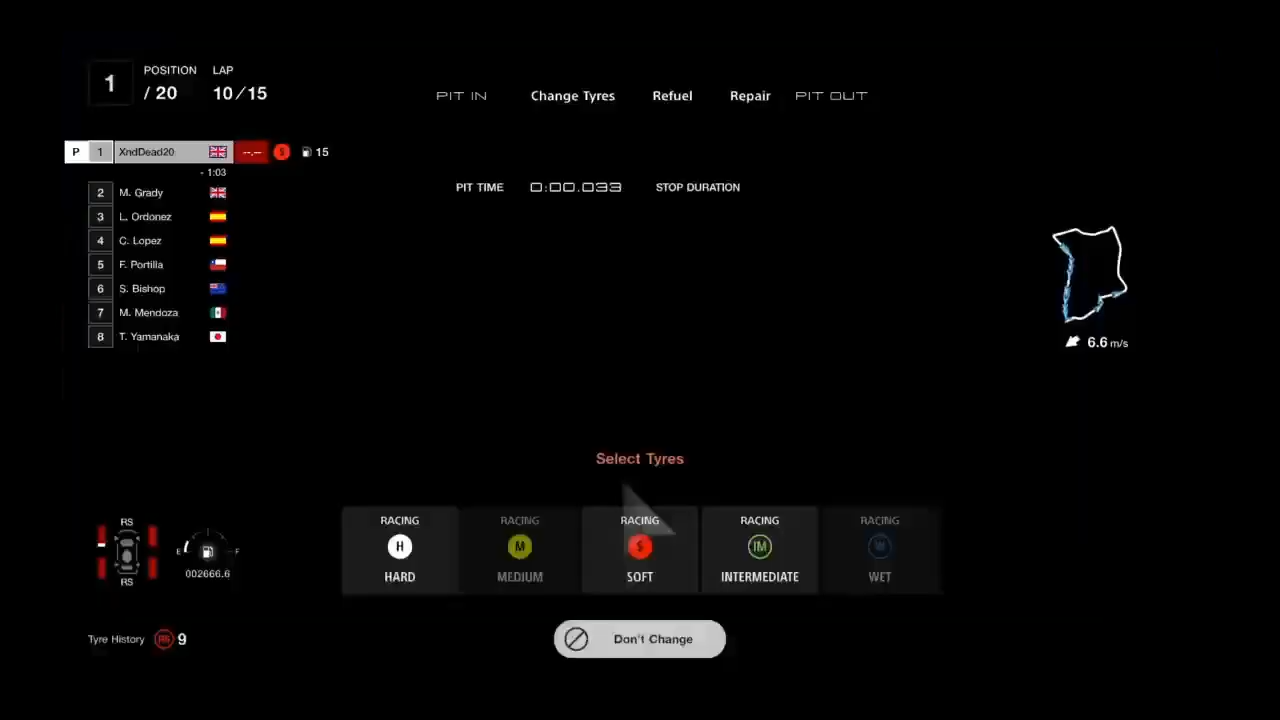 1 POSITION / 20 LAP 10/15
PIT IN Change Tyres Refuel Repair PIT OUT
P 1 XndDead20 --.-- S 15
- 1:03
2 M. Grady
3 L. Ordonez
4 C. Lopez
5 F. Portilla
6 S. Bishop
7 M. Mendoza
8 T. Yamanaka
PIT TIME 0:00.033 STOP DURATION
6.6 m/s
Select Tyres
RACING H HARD
RACING M MEDIUM
RACING S SOFT
RACING IM INTERMEDIATE
RACING W WET
RS
RS
E F
002666.6
Tyre History RS 9
Don't Change